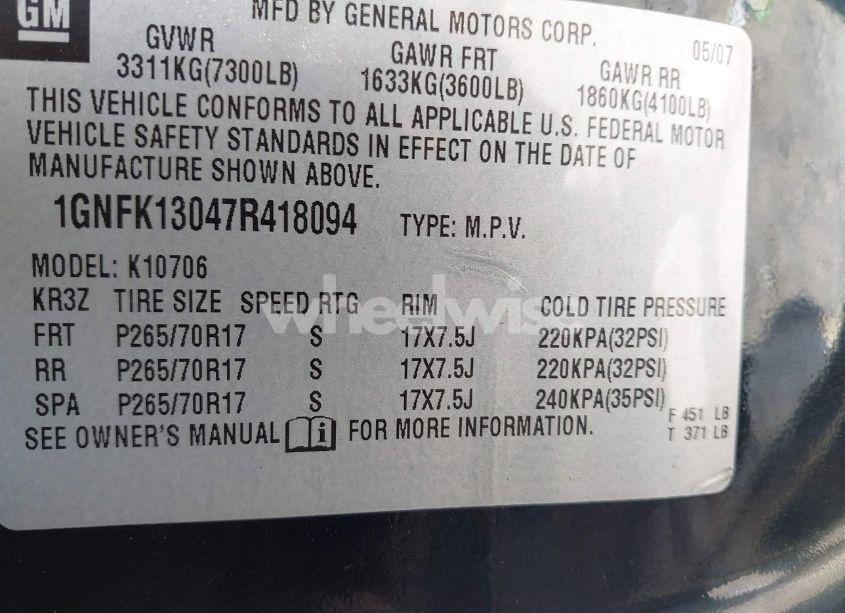 GM
MFD BY GENERAL MOTORS CORP.
05/07
GVWR GAWR FRT GAWR RR
3311KG(7300LB) 1633KG(3600LB) 1860KG(4100LB)
THIS VEHICLE CONFORMS TO ALL APPLICABLE U.S. FEDERAL MOTOR
VEHICLE SAFETY STANDARDS IN EFFECT ON THE DATE OF
MANUFACTURE SHOWN ABOVE.
1GNFK13047R418094 TYPE: M.P.V.
MODEL: K10706
KR3Z TIRE SIZE SPEED RTG RIM COLD TIRE PRESSURE
wheelwis
FRT P265/70R17 S 17X7.5J 220KPA(32PSI)
RR P265/70R17 S 17X7.5J 220KPA(32PSI)
SPA P265/70R17 S 17X7.5J 240KPA(35PSI)
F 451 LB
SEE OWNER'S MANUAL i FOR MORE INFORMATION.
T 371 LB